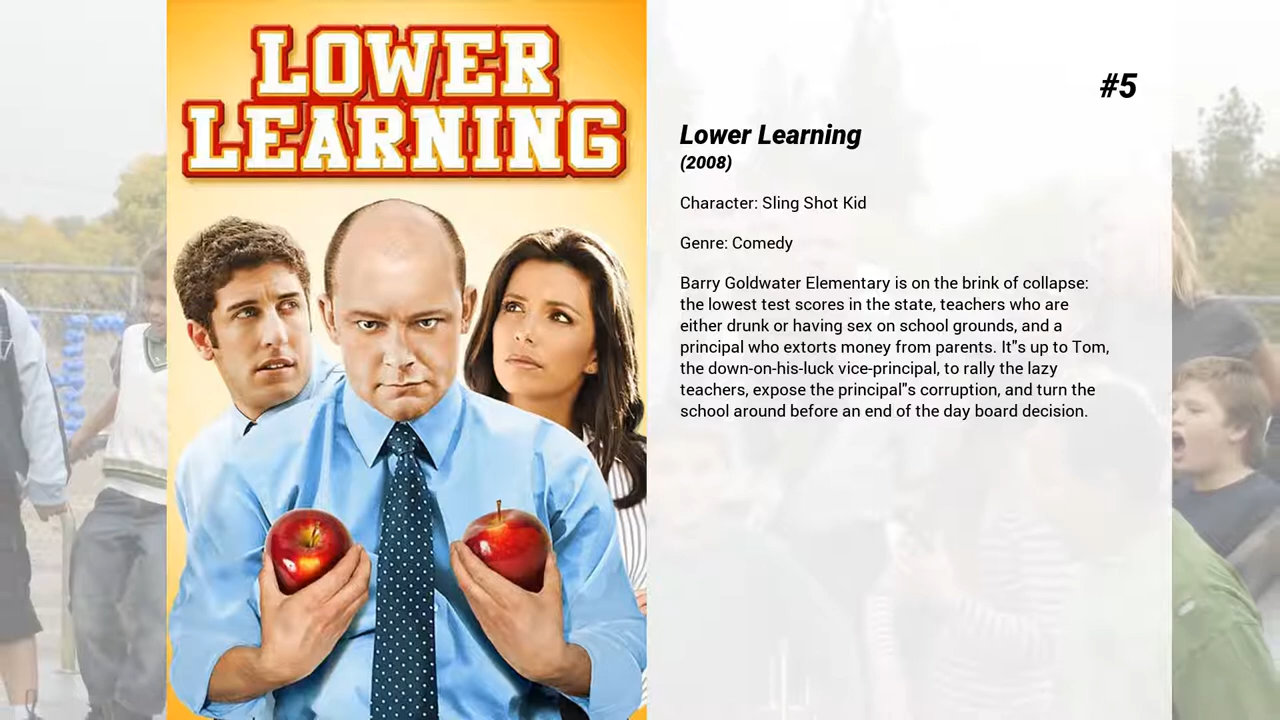 LOWER
LEARNING
#5
Lower Learning
(2008)
Character: Sling Shot Kid
Genre: Comedy
Barry Goldwater Elementary is on the brink of collapse:
the lowest test scores in the state, teachers who are
either drunk or having sex on school grounds, and a
principal who extorts money from parents. It"s up to Tom,
the down-on-his-luck vice-principal, to rally the lazy
teachers, expose the principal"s corruption, and turn the
school around before an end of the day board decision.